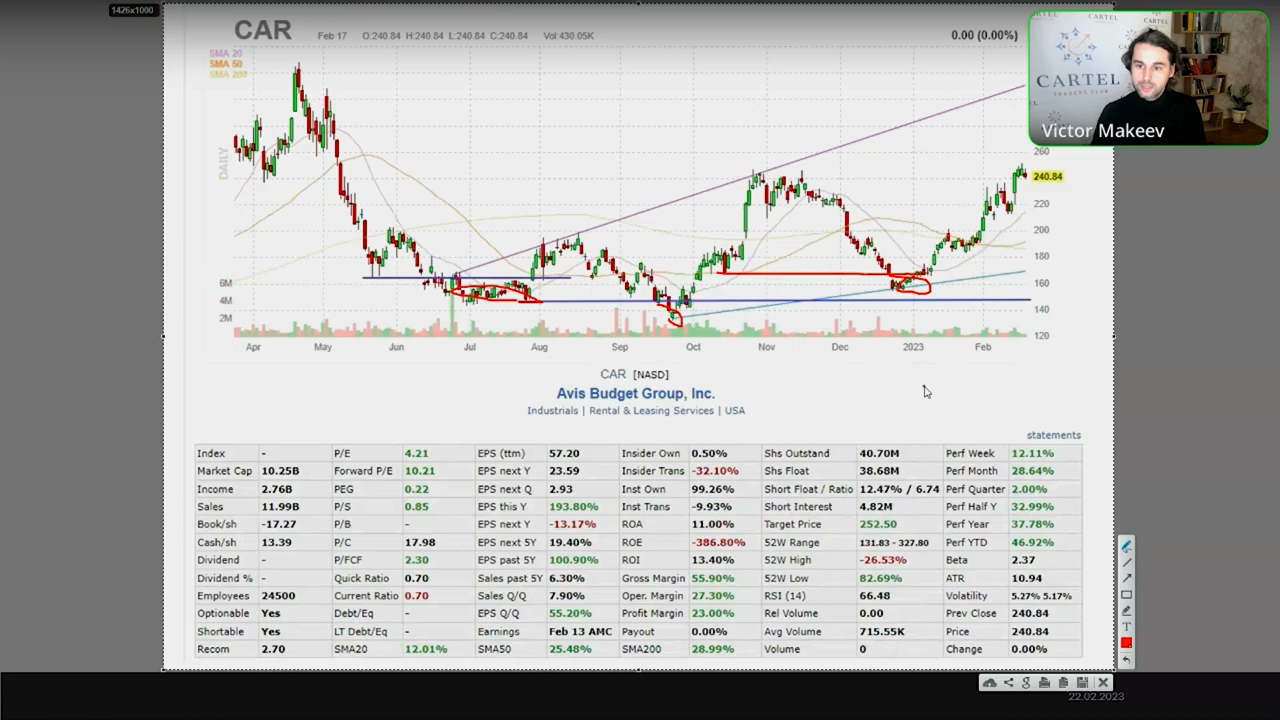 1426x1000
CAR Feb 17 O:240.84 H:240.84 L:240.84 C:240.84 Vol:430.05K 0.00 (0.00%)
SMA 20
SMA 50
SMA 200
DAILY
CARTEL
TRADERS CLUB
Victor Makeev
260
240.84
220
200
180
6M 160
4M
2M 140
120
Apr May Jun Jul Aug Sep Oct Nov Dec 2023 Feb
CAR [NASD]
Avis Budget Group, Inc.
Industrials | Rental & Leasing Services | USA
statements
Index - P/E 4.21 EPS (ttm) 57.20 Insider Own 0.50% Shs Outstand 40.70M Perf Week 12.11%
Market Cap 10.25B Forward P/E 10.21 EPS next Y 23.59 Insider Trans -32.10% Shs Float 38.68M Perf Month 28.64%
Income 2.76B PEG 0.22 EPS next Q 2.93 Inst Own 99.26% Short Float / Ratio 12.47% / 6.74 Perf Quarter 2.00%
Sales 11.99B P/S 0.85 EPS this Y 193.80% Inst Trans -9.93% Short Interest 4.82M Perf Half Y 32.99%
Book/sh -17.27 P/B - EPS next Y -13.17% ROA 11.00% Target Price 252.50 Perf Year 37.78%
Cash/sh 13.39 P/C 17.98 EPS next 5Y 19.40% ROE -386.80% 52W Range 131.83 - 327.80 Perf YTD 46.92%
Dividend - P/FCF 2.30 EPS past 5Y 100.90% ROI 13.40% 52W High -26.53% Beta 2.37
Dividend % - Quick Ratio 0.70 Sales past 5Y 6.30% Gross Margin 55.90% 52W Low 82.69% ATR 10.94
Employees 24500 Current Ratio 0.70 Sales Q/Q 7.90% Oper. Margin 27.30% RSI (14) 66.48 Volatility 5.27% 5.17%
Optionable Yes Debt/Eq - EPS Q/Q 55.20% Profit Margin 23.00% Rel Volume 0.00 Prev Close 240.84
Shortable Yes LT Debt/Eq - Earnings Feb 13 AMC Payout 0.00% Avg Volume 715.55K Price 240.84
Recom 2.70 SMA20 12.01% SMA50 25.48% SMA200 28.99% Volume 0 Change 0.00%
22.02.2023